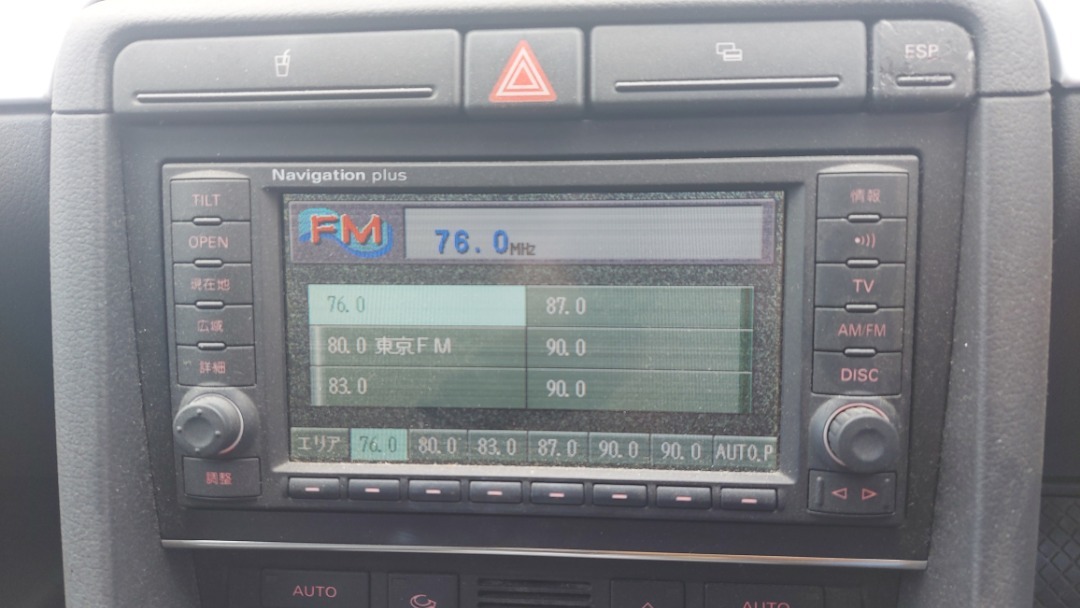 ESP
Navigation plus
TILT
OPEN
現在地
広域
詳細
調整
FM
76.0MHz
76.0 87.0
80.0 東京FM 90.0
83.0 90.0
エリア 76.0 80.0 83.0 87.0 90.0 90.0 AUTO.P
情報
TV
AM/FM
DISC
AUTO
AUTO